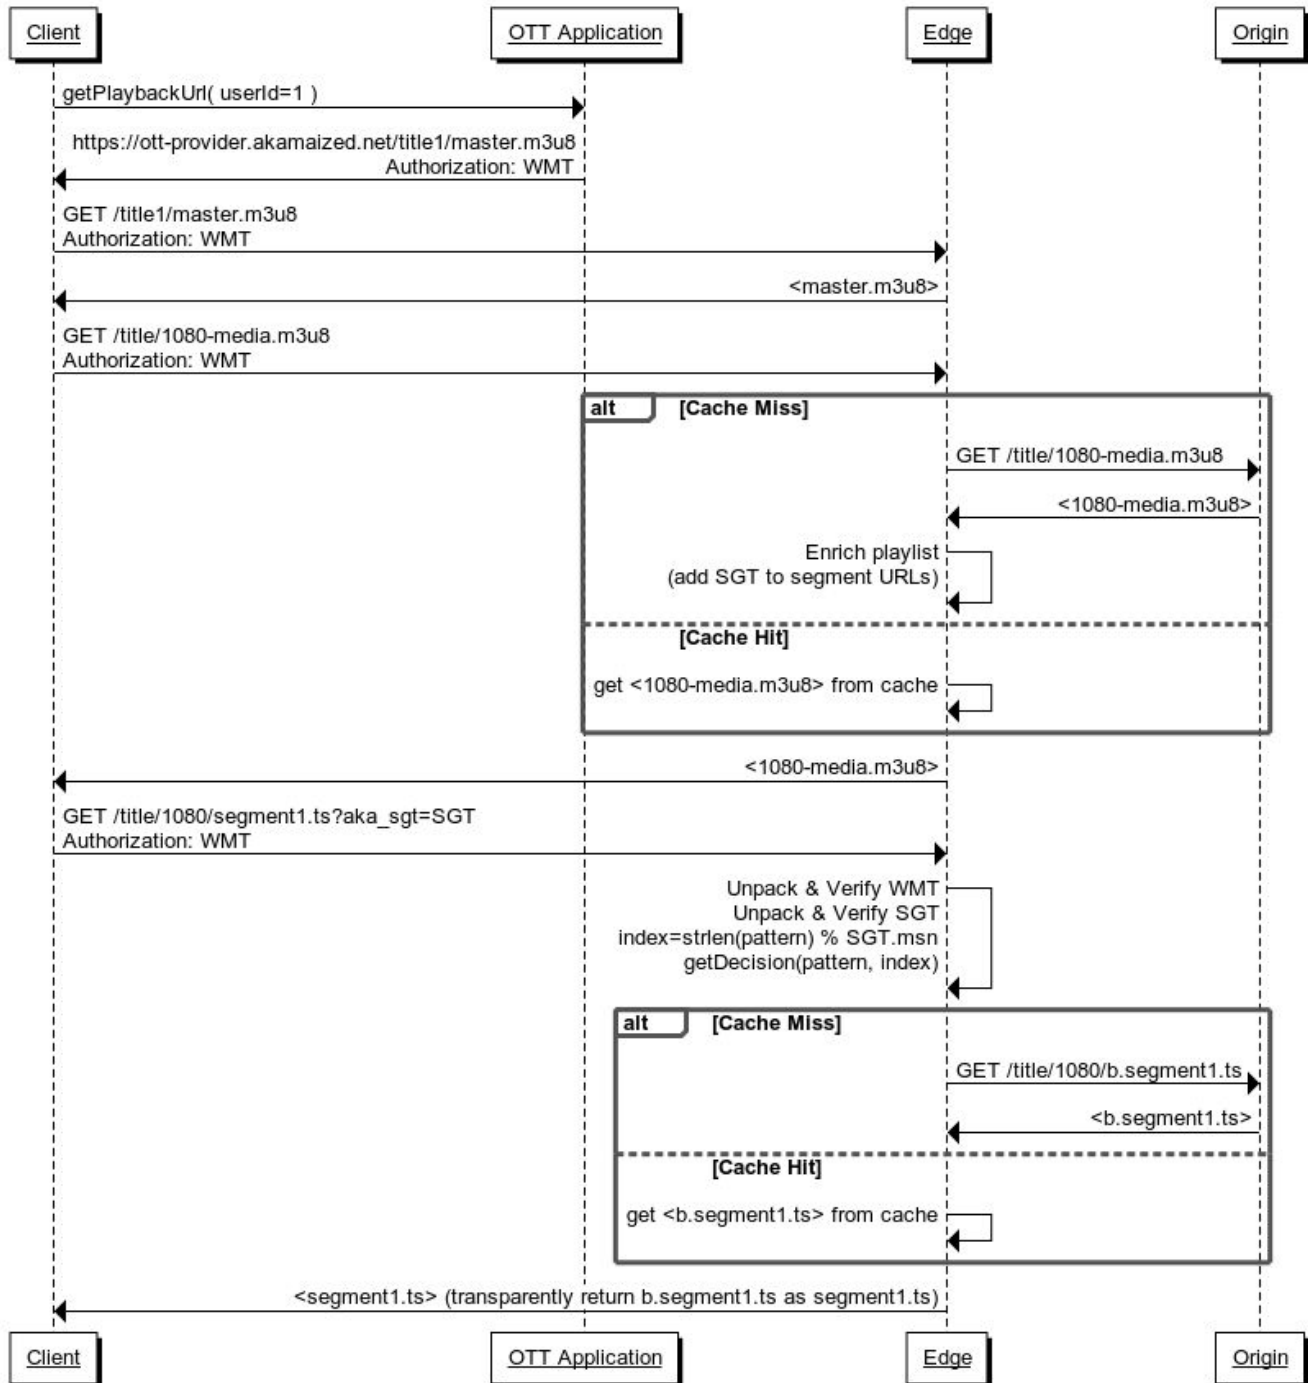 Client OTT Application Edge Origin
getPlaybackUrl( userId=1 )
https://ott-provider.akamaized.net/title1/master.m3u8
Authorization: WMT
GET /title1/master.m3u8
Authorization: WMT
<master.m3u8>
GET /title/1080-media.m3u8
Authorization: WMT
alt [Cache Miss]
GET /title/1080-media.m3u8
<1080-media.m3u8>
Enrich playlist
(add SGT to segment URLs)
[Cache Hit]
get <1080-media.m3u8> from cache
<1080-media.m3u8>
GET /title/1080/segment1.ts?aka_sgt=SGT
Authorization: WMT
Unpack & Verify WMT
Unpack & Verify SGT
index=strlen(pattern) % SGT.msn
getDecision(pattern, index)
alt [Cache Miss]
GET /title/1080/b.segment1.ts
<b.segment1.ts>
[Cache Hit]
get <b.segment1.ts> from cache
<segment1.ts> (transparently return b.segment1.ts as segment1.ts)
Client OTT Application Edge Origin